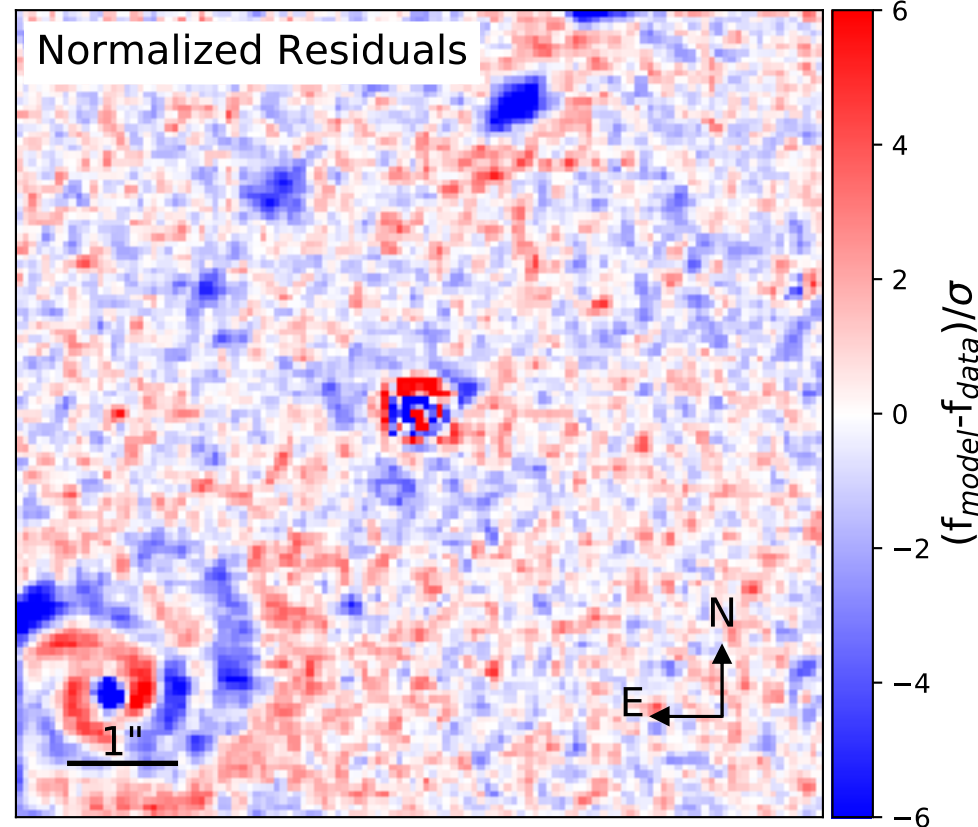 Normalized Residuals
6
4
2
0
−2
−4
−6
(f_model-f_data)/σ
N
E
1"